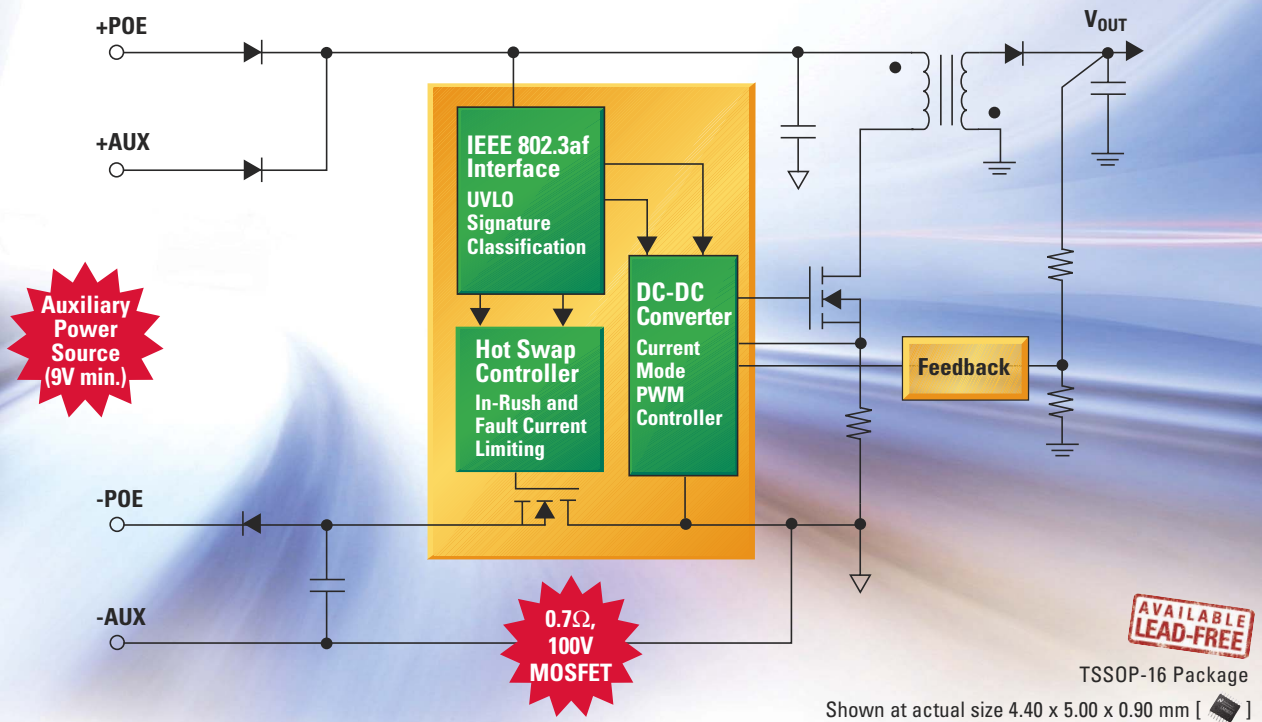 +POE
V_OUT
+AUX
IEEE 802.3af
Interface
UVLO
Signature
Classification
Auxiliary
Power
Source
(9V min.)
Hot Swap
Controller
In-Rush and
Fault Current
Limiting
DC-DC
Converter
Current
Mode
PWM
Controller
Feedback
-POE
-AUX
0.7Ω,
100V
MOSFET
AVAILABLE
LEAD-FREE
TSSOP-16 Package
Shown at actual size 4.40 x 5.00 x 0.90 mm [ ]